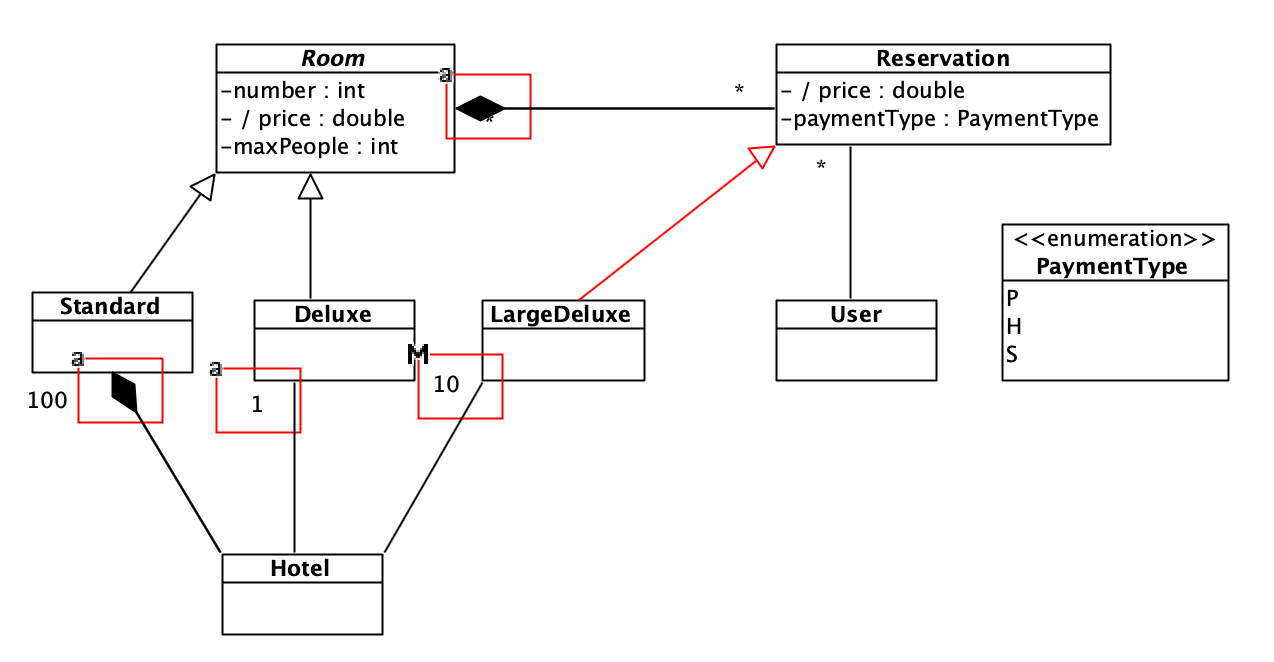 Room
-number : int
- / price : double
-maxPeople : int
a
*
*
Reservation
- / price : double
-paymentType : PaymentType
*
<<enumeration>>
PaymentType
P
H
S
Standard
a
100
Deluxe
a
1
LargeDeluxe
M
10
User
Hotel